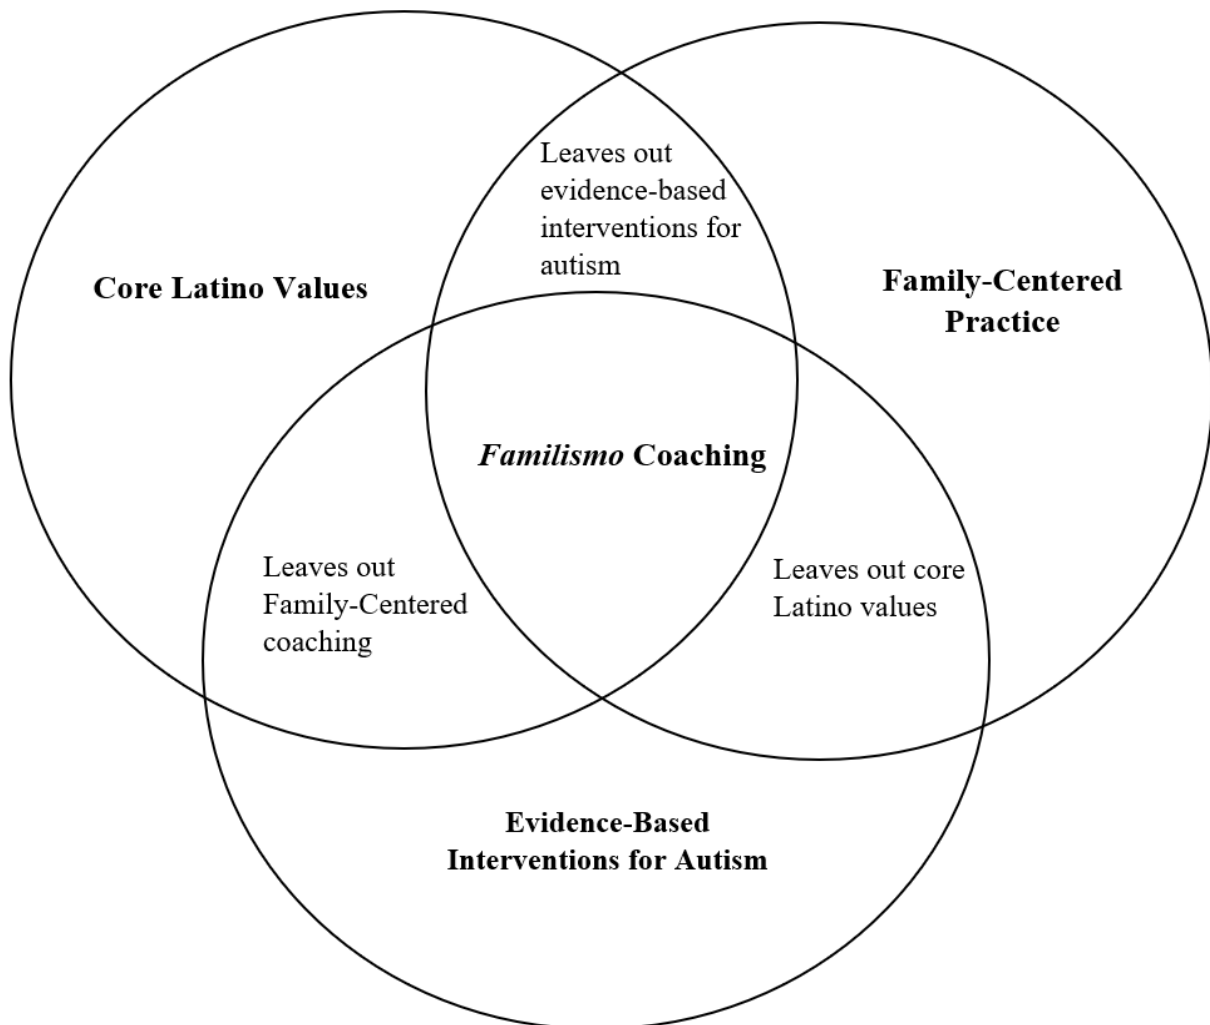 Leaves out
evidence-based
interventions for
autism
Core Latino Values
Family-Centered
Practice
Familismo Coaching
Leaves out
Family-Centered
coaching
Leaves out core
Latino values
Evidence-Based
Interventions for Autism